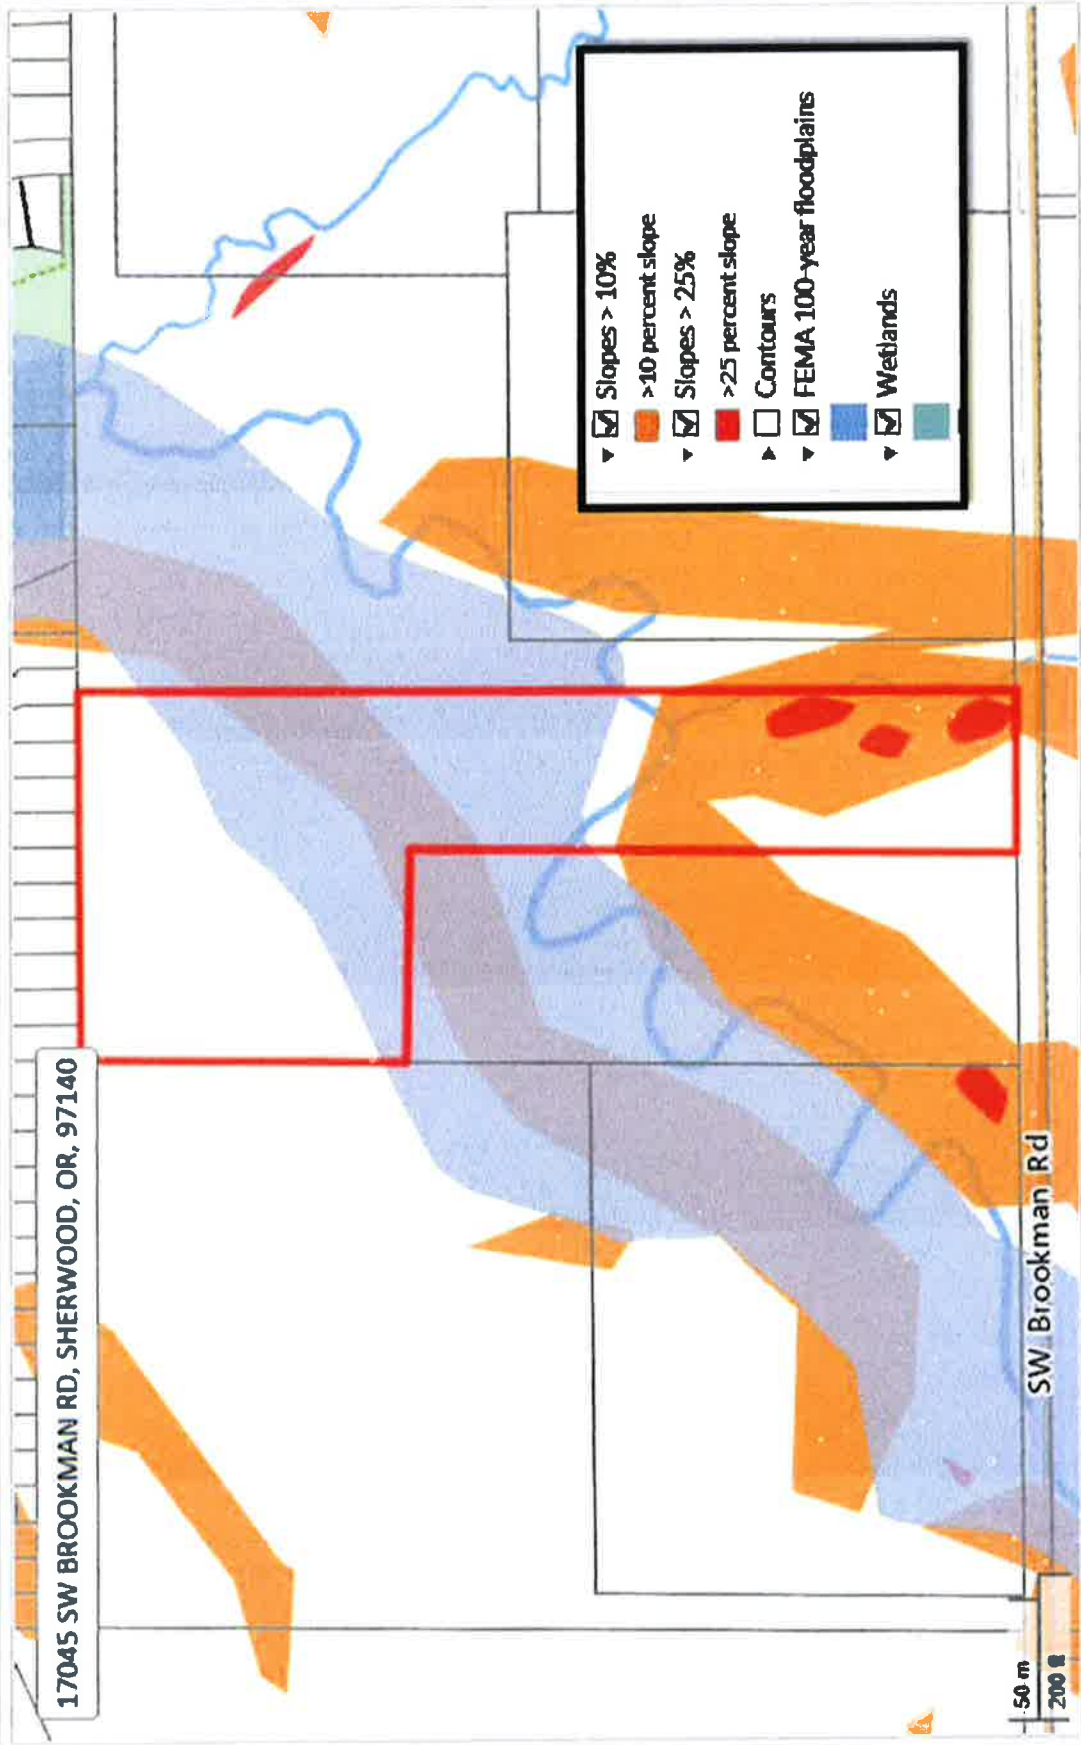 17045 SW BROOKMAN RD, SHERWOOD, OR, 97140
Slopes > 10%
>10 percent slope
Slopes > 25%
>25 percent slope
Contours
FEMA 100-year floodplains
Wetlands
SW Brookman Rd
50 m
200 ft